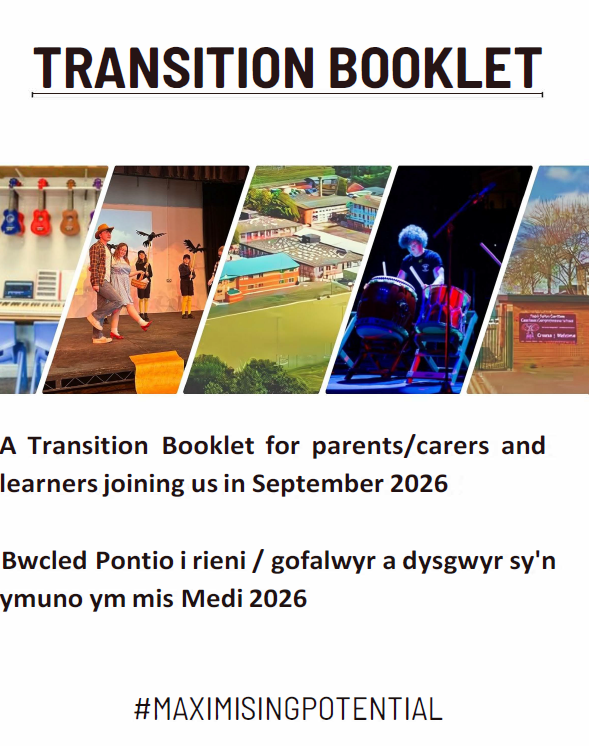 TRANSITION BOOKLET
Croeso | Welcome
A Transition Booklet for parents/carers and
learners joining us in September 2026
Bwcled Pontio i rieni / gofalwyr a dysgwyr sy'n
ymuno ym mis Medi 2026
#MAXIMISINGPOTENTIAL